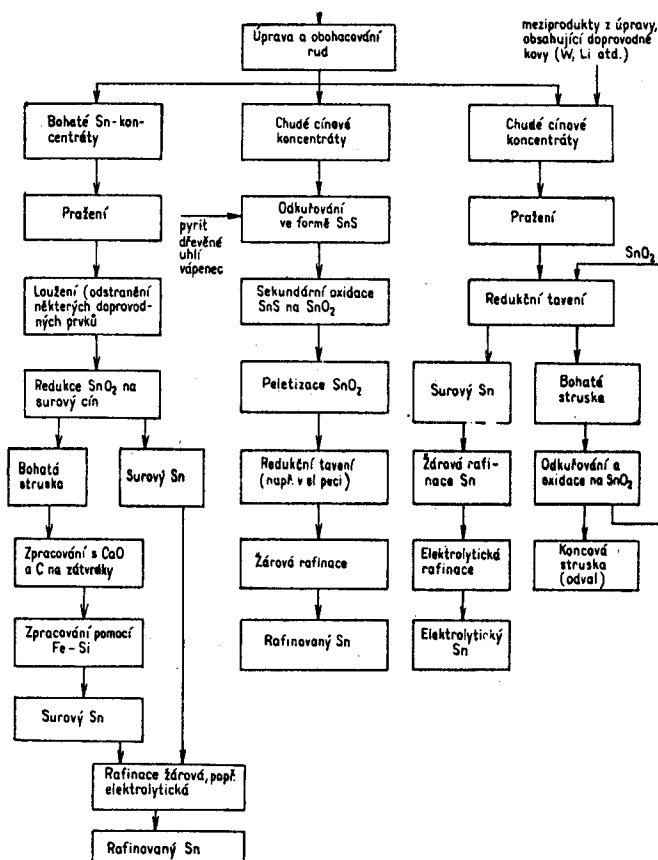 Úprava a obohacování
rud
meziprodukty z úpravy,
obsahující doprovodné
kovy (W, Li atd.)
Bohaté Sn-kon-
centráty
Chudé cínové
koncentráty
Chudé cínové
koncentráty
Pražení
pyrit
dřevěné
uhlí
vápenec
Odkuřování
ve formě SnS
Pražení
SnO₂
Loužení (odstranění
některých doprovod-
ných prvků
Sekundární oxidace
SnS na SnO₂
Redukční tavení
Redukce SnO₂ na
surový cín
Peletizace SnO₂
Surový Sn
Bohatá
struska
Bohatá
struska
Surový Sn
Redukční tavení
(např. v el peci)
Žárová rafi-
nace Sn
Odkuřování a
oxidace na SnO₂
Zpracování s CaO
a C na zátvrdky
Žárová rafinace
Elektrolytická
rafinace
Koncová
struska
(odval)
Zpracování pomocí
Fe-Si
Rafinovaný Sn
Elektrolytický
Sn
Surový Sn
Rafinace žárová, popř.
elektrolytická
Rafinovaný Sn